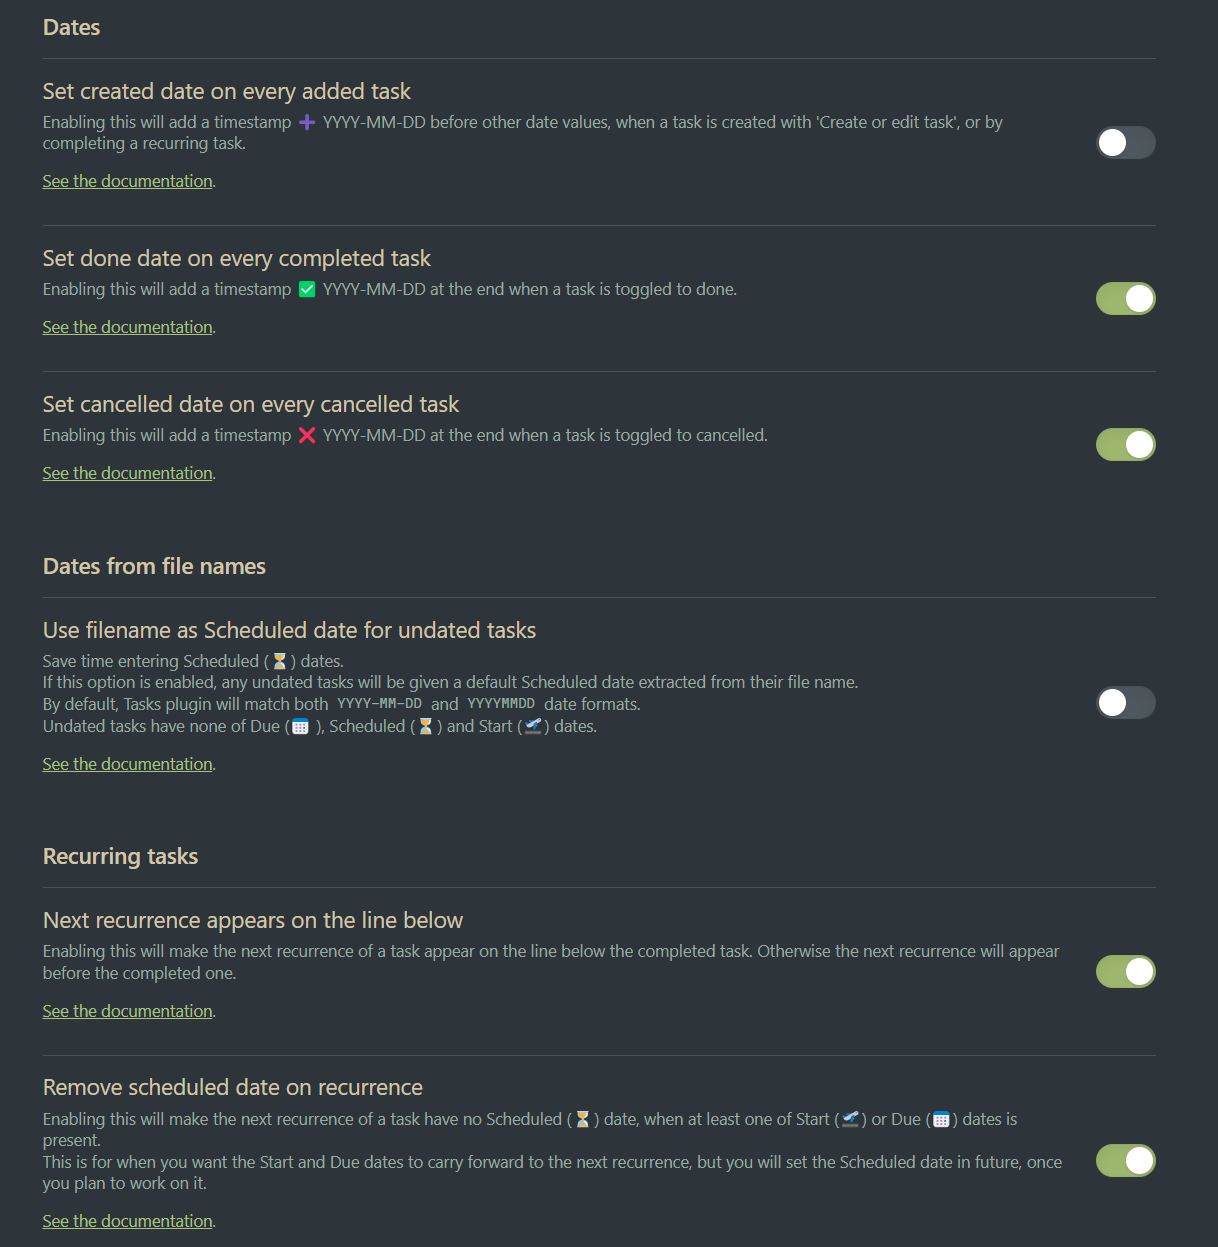 Dates
Set created date on every added task
Enabling this will add a timestamp ➕ YYYY-MM-DD before other date values, when a task is created with 'Create or edit task', or by
completing a recurring task.
See the documentation.
Set done date on every completed task
Enabling this will add a timestamp ✅ YYYY-MM-DD at the end when a task is toggled to done.
See the documentation.
Set cancelled date on every cancelled task
Enabling this will add a timestamp ❌ YYYY-MM-DD at the end when a task is toggled to cancelled.
See the documentation.
Dates from file names
Use filename as Scheduled date for undated tasks
Save time entering Scheduled (⏳) dates.
If this option is enabled, any undated tasks will be given a default Scheduled date extracted from their file name.
By default, Tasks plugin will match both YYYY-MM-DD and YYYYMMDD date formats.
Undated tasks have none of Due (📅 ), Scheduled (⏳) and Start (🛫) dates.
See the documentation.
Recurring tasks
Next recurrence appears on the line below
Enabling this will make the next recurrence of a task appear on the line below the completed task. Otherwise the next recurrence will appear
before the completed one.
See the documentation.
Remove scheduled date on recurrence
Enabling this will make the next recurrence of a task have no Scheduled (⏳) date, when at least one of Start (🛫) or Due (📅) dates is
present.
This is for when you want the Start and Due dates to carry forward to the next recurrence, but you will set the Scheduled date in future, once
you plan to work on it.
See the documentation.